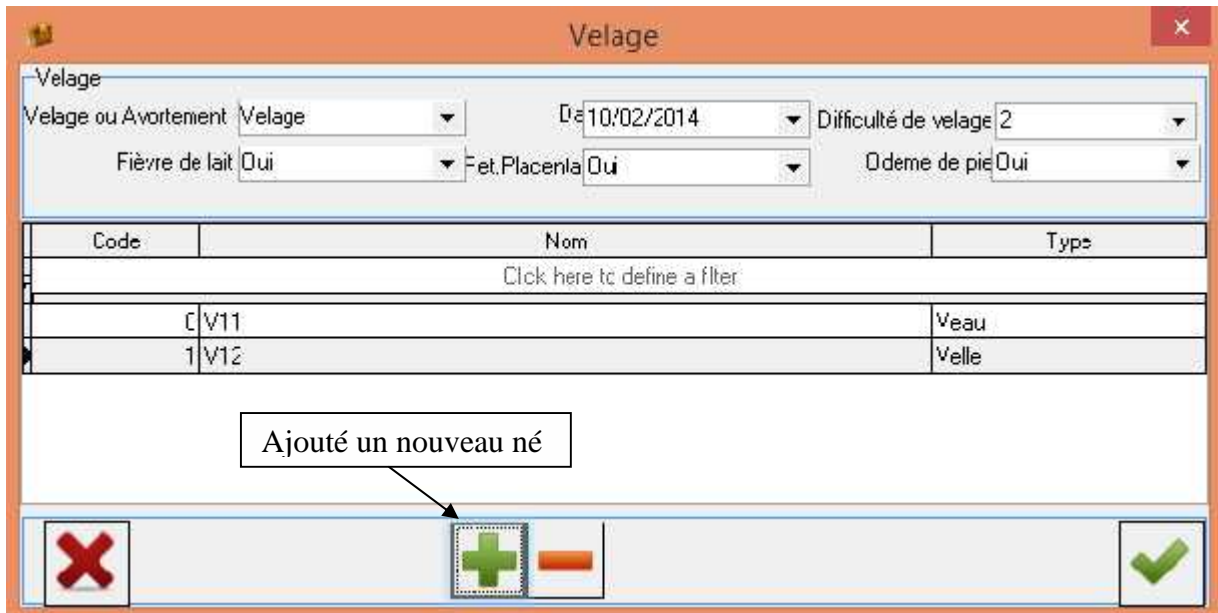 Velage
Velage
Velage ou Avortement Velage Da 10/02/2014 Difficulté de velage 2
Fièvre de lait Oui Fet.Placenta Oui Odeme de pie Oui
Code Nom Type
Click here to define a filter
0 V11 Veau
1 V12 Velle
Ajouté un nouveau né